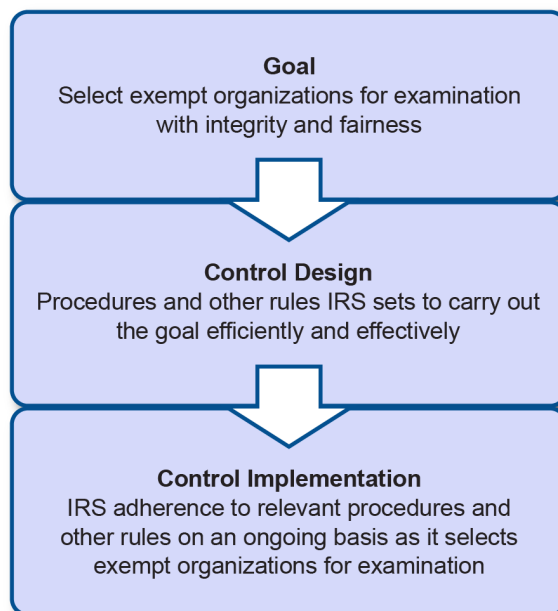 Goal
Select exempt organizations for examination
with integrity and fairness
Control Design
Procedures and other rules IRS sets to carry out
the goal efficiently and effectively
Control Implementation
IRS adherence to relevant procedures and
other rules on an ongoing basis as it selects
exempt organizations for examination